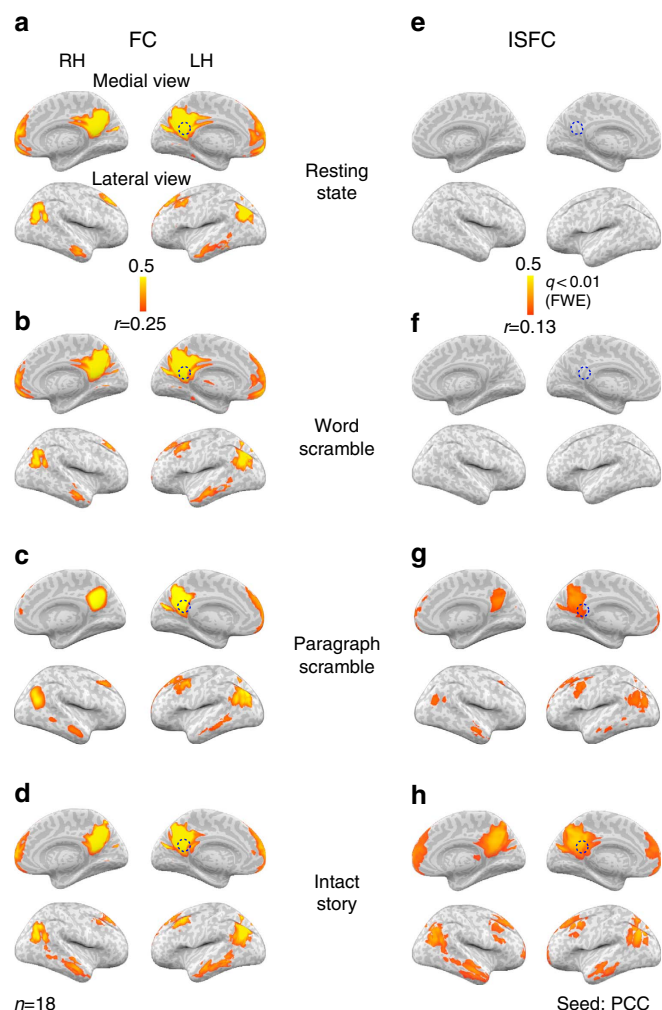 a
FC
e
ISFC
RH
LH
Medial view
Lateral view
Resting
state
0.5
r=0.25
0.5
q<0.01
(FWE)
r=0.13
b
f
Word
scramble
c
g
Paragraph
scramble
d
h
Intact
story
n=18
Seed: PCC